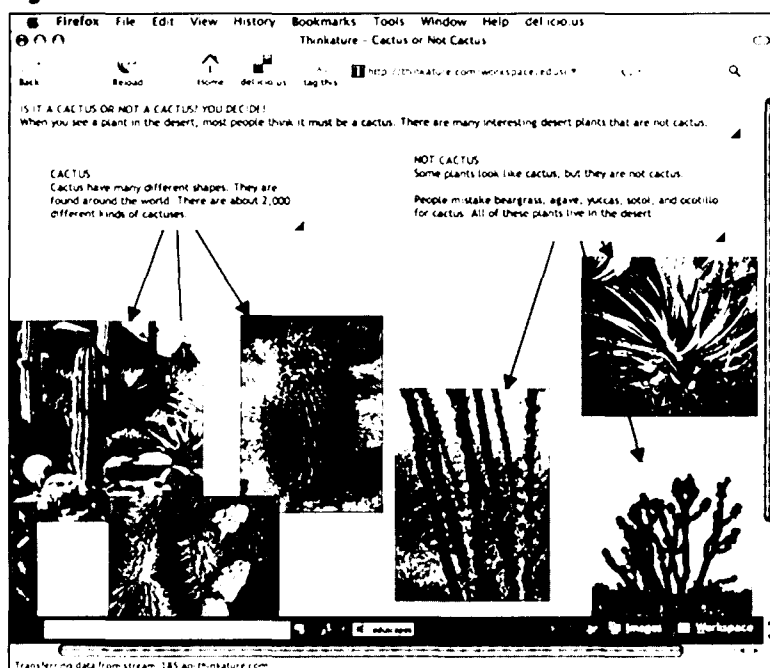 Firefox File Edit View History Bookmarks Tools Window Help del.icio.us
Thinkature - Cactus or Not Cactus
Back Reload Home del.icio.us tag this
IS IT A CACTUS OR NOT A CACTUS? YOU DECIDE!
When you see a plant in the desert, most people think it must be a cactus. There are many interesting desert plants that are not cactus.
CACTUS
Cactus have many different shapes. They are
found around the world. There are about 2,000
different kinds of cactuses.
NOT CACTUS
Some plants look like cactus, but they are not cactus.
People mistake beargrass, agave, yuccas, sotol, and ocotillo
for cactus. All of these plants live in the desert
Images Workspace
Transferring data from stream